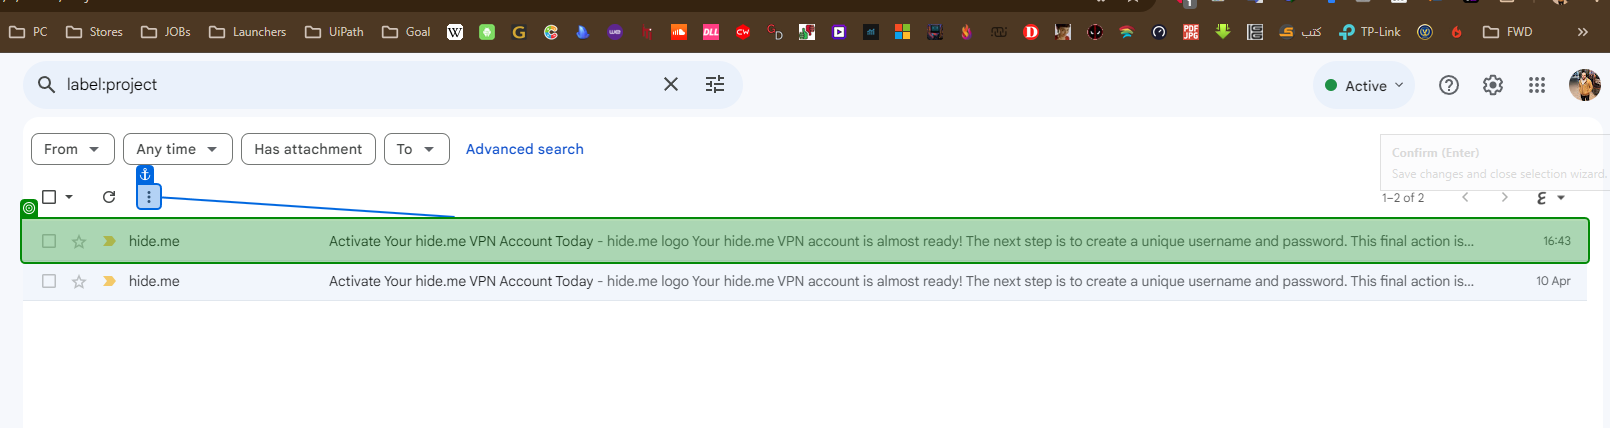 PC Stores JOBs Launchers UiPath Goal W G CW DLL D PDF JPG كتب TP-Link FWD
label:project
Active
From Any time Has attachment To Advanced search
Confirm (Enter)
Save changes and close selection wizard.
1–2 of 2
hide.me Activate Your hide.me VPN Account Today - hide.me logo Your hide.me VPN account is almost ready! The next step is to create a unique username and password. This final action is... 16:43
hide.me Activate Your hide.me VPN Account Today - hide.me logo Your hide.me VPN account is almost ready! The next step is to create a unique username and password. This final action is... 10 Apr